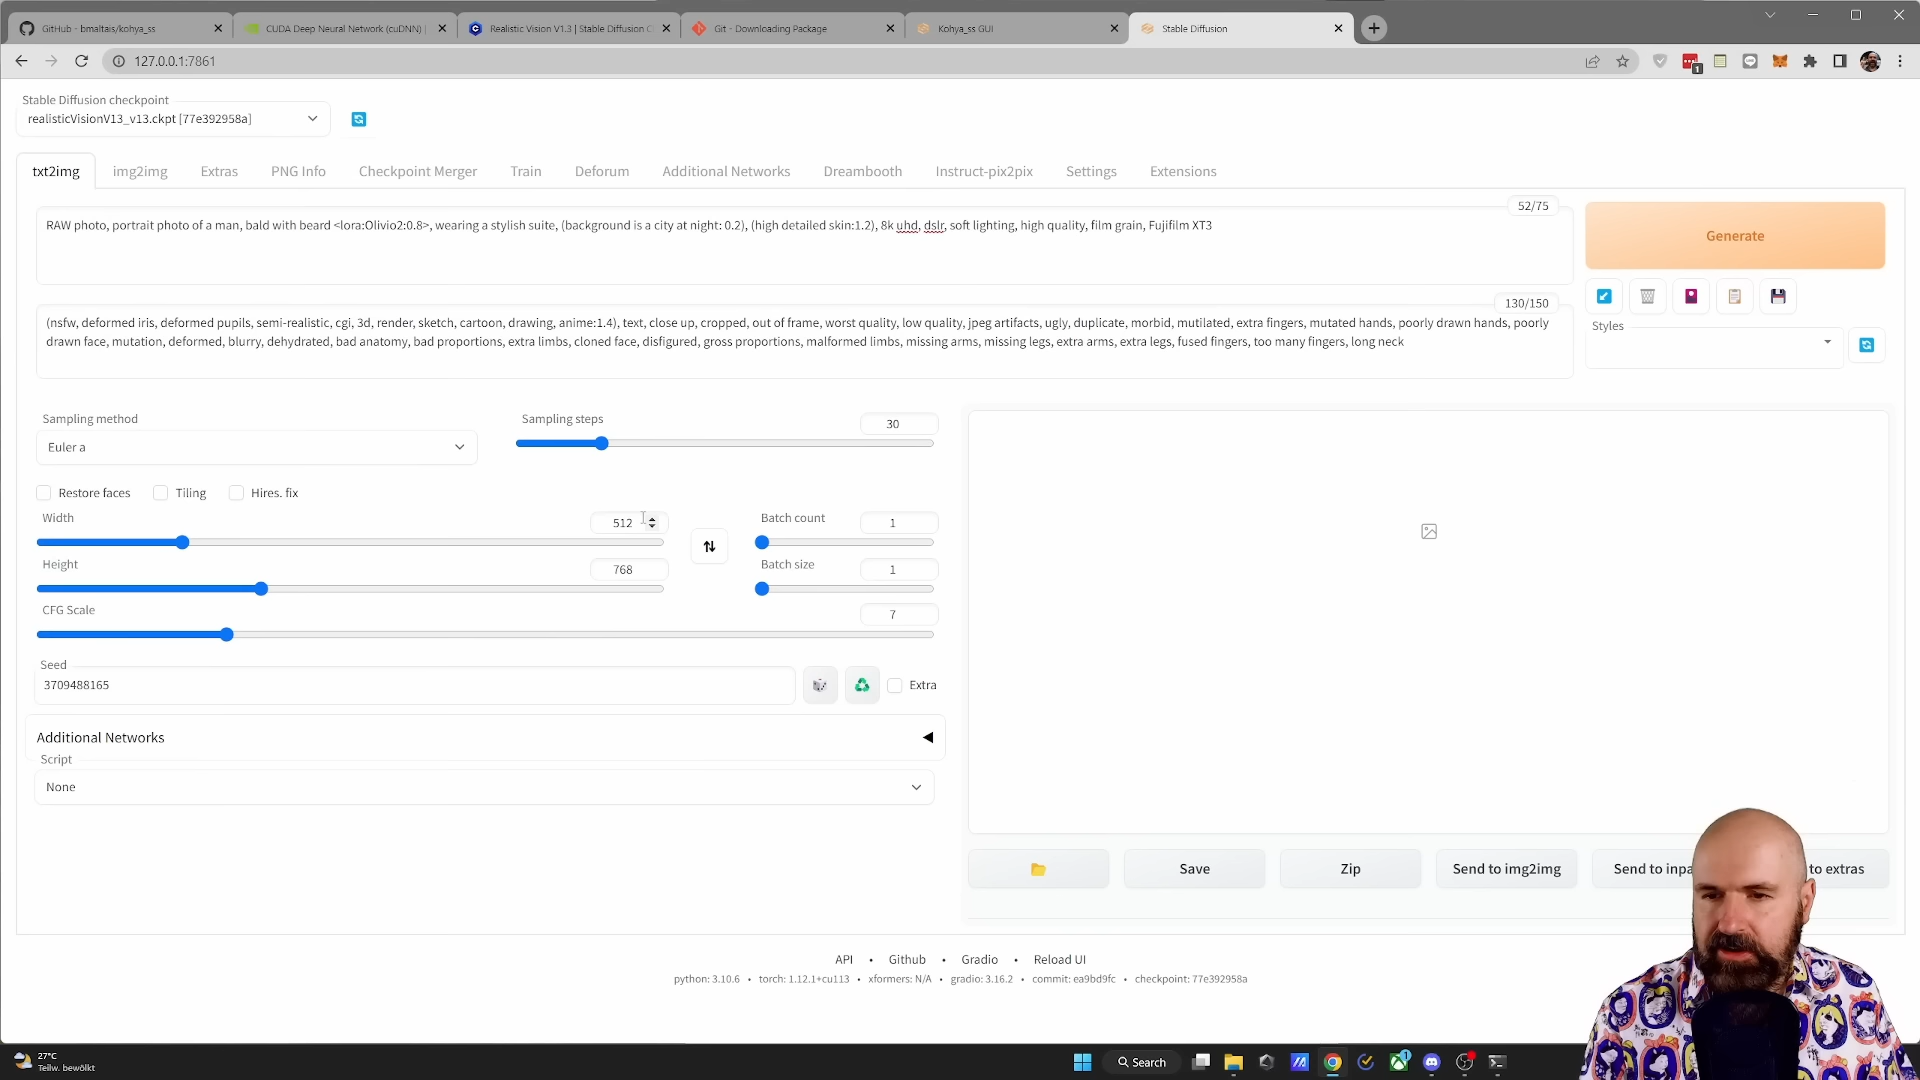 GitHub - bmaltais/kohya_ss
CUDA Deep Neural Network (cuDNN) |
Realistic Vision V1.3 | Stable Diffusion C
Git - Downloading Package
Kohya_ss GUI
Stable Diffusion
127.0.0.1:7861
1
Stable Diffusion checkpoint
realisticVisionV13_v13.ckpt [77e392958a]
txt2img
img2img
Extras
PNG Info
Checkpoint Merger
Train
Deforum
Additional Networks
Dreambooth
Instruct-pix2pix
Settings
Extensions
52/75
RAW photo, portrait photo of a man, bald with beard <lora:Olivio2:0.8>, wearing a stylish suite, (background is a city at night: 0.2), (high detailed skin:1.2), 8k uhd, dslr, soft lighting, high quality, film grain, Fujifilm XT3
Generate
130/150
(nsfw, deformed iris, deformed pupils, semi-realistic, cgi, 3d, render, sketch, cartoon, drawing, anime:1.4), text, close up, cropped, out of frame, worst quality, low quality, jpeg artifacts, ugly, duplicate, morbid, mutilated, extra fingers, mutated hands, poorly drawn hands, poorly
drawn face, mutation, deformed, blurry, dehydrated, bad anatomy, bad proportions, extra limbs, cloned face, disfigured, gross proportions, malformed limbs, missing arms, missing legs, extra arms, extra legs, fused fingers, too many fingers, long neck
Styles
Sampling method
Euler a
Sampling steps
30
Restore faces
Tiling
Hires. fix
Width
512
Batch count
1
Height
768
Batch size
1
CFG Scale
7
Seed
3709488165
Extra
Additional Networks
Script
None
Save
Zip
Send to img2img
Send to inpa
to extras
API • Github • Gradio • Reload UI
python: 3.10.6 • torch: 1.12.1+cu113 • xformers: N/A • gradio: 3.16.2 • commit: ea9bd9fc • checkpoint: 77e392958a
27°C
Teilw. bewölkt
Search
1